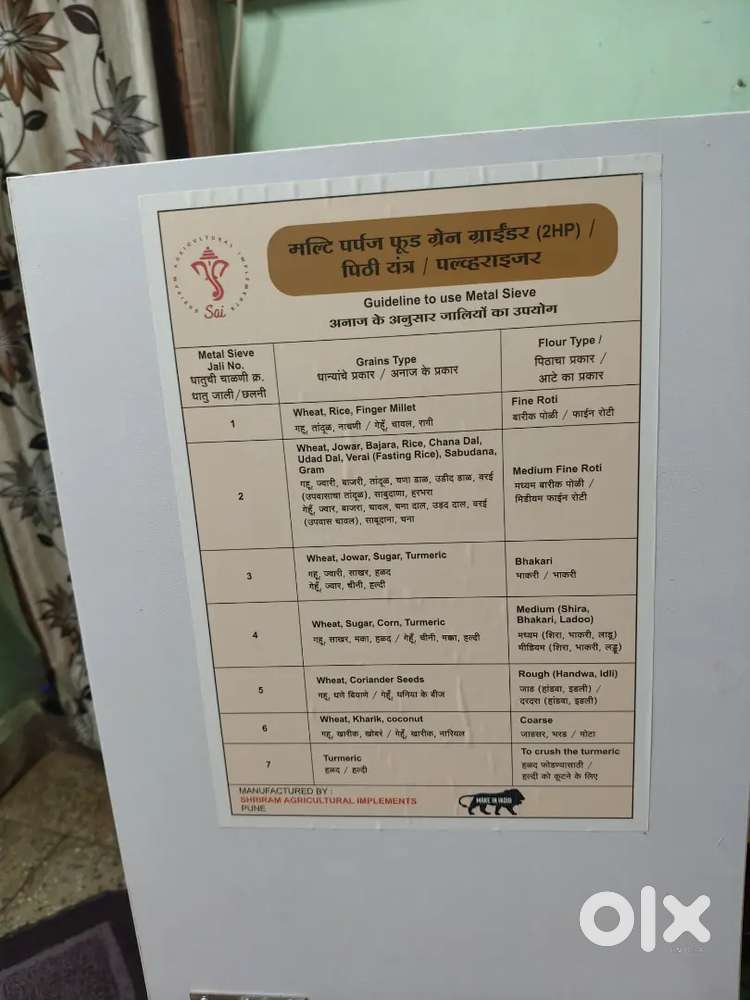 SHRIRAM AGRICULTURAL IMPLEMENTS
Sai
मल्टि पर्पज फूड ग्रेन ग्राईंडर (2HP) /
पिठी यंत्र / पल्व्हराइजर
Guideline to use Metal Sieve
अनाज के अनुसार जालियों का उपयोग
Metal Sieve
Jali No.
धातुची चाळणी क्र.
धातु जाली/छलनी
Grains Type
धान्यांचे प्रकार / अनाज के प्रकार
Flour Type /
पिठाचा प्रकार /
आटे का प्रकार
1
Wheat, Rice, Finger Millet
गहू, तांदूळ, नाचणी / गेहूँ, चावल, रागी
Fine Roti
बारीक पोळी / फाईन रोटी
2
Wheat, Jowar, Bajara, Rice, Chana Dal,
Udad Dal, Verai (Fasting Rice), Sabudana,
Gram
गहू, ज्वारी, बाजरी, तांदूळ, चणा डाळ, उडीद डाळ, वरई
(उपवासाचा तांदूळ), साबुदाणा, हरभरा
गेहूँ, ज्वार, बाजरा, चावल, चना दाल, उड़द दाल, वरई
(उपवास चावल), साबूदाना, चना
Medium Fine Roti
मध्यम बारीक पोळी /
मिडीयम फाईन रोटी
3
Wheat, Jowar, Sugar, Turmeric
गहू, ज्वारी, साखर, हळद
गेहूँ, ज्वार, चीनी, हल्दी
Bhakari
भाकरी / भाकरी
4
Wheat, Sugar, Corn, Turmeric
गहू, साखर, मका, हळद / गेहूँ, चीनी, मक्का, हल्दी
Medium (Shira,
Bhakari, Ladoo)
मध्यम (शिरा, भाकरी, लाडू)
मीडियम (शिरा, भाकरी, लड्डू)
5
Wheat, Coriander Seeds
गहू, धणे बियाणे / गेहूँ, धनिया के बीज
Rough (Handwa, Idli)
जाड (हांडवा, इडली) /
दरदरा (हांडवा, इडली)
6
Wheat, Kharik, coconut
गहू, खारीक, खोबरे / गेहूँ, खारीक, नारियल
Coarse
जाडसर, भरड / मोटा
7
Turmeric
हळद / हल्दी
To crush the turmeric
हळद फोडण्यासाठी /
हल्दी को कूटने के लिए
MANUFACTURED BY :
SHRIRAM AGRICULTURAL IMPLEMENTS
PUNE
MAKE IN INDIA
olx